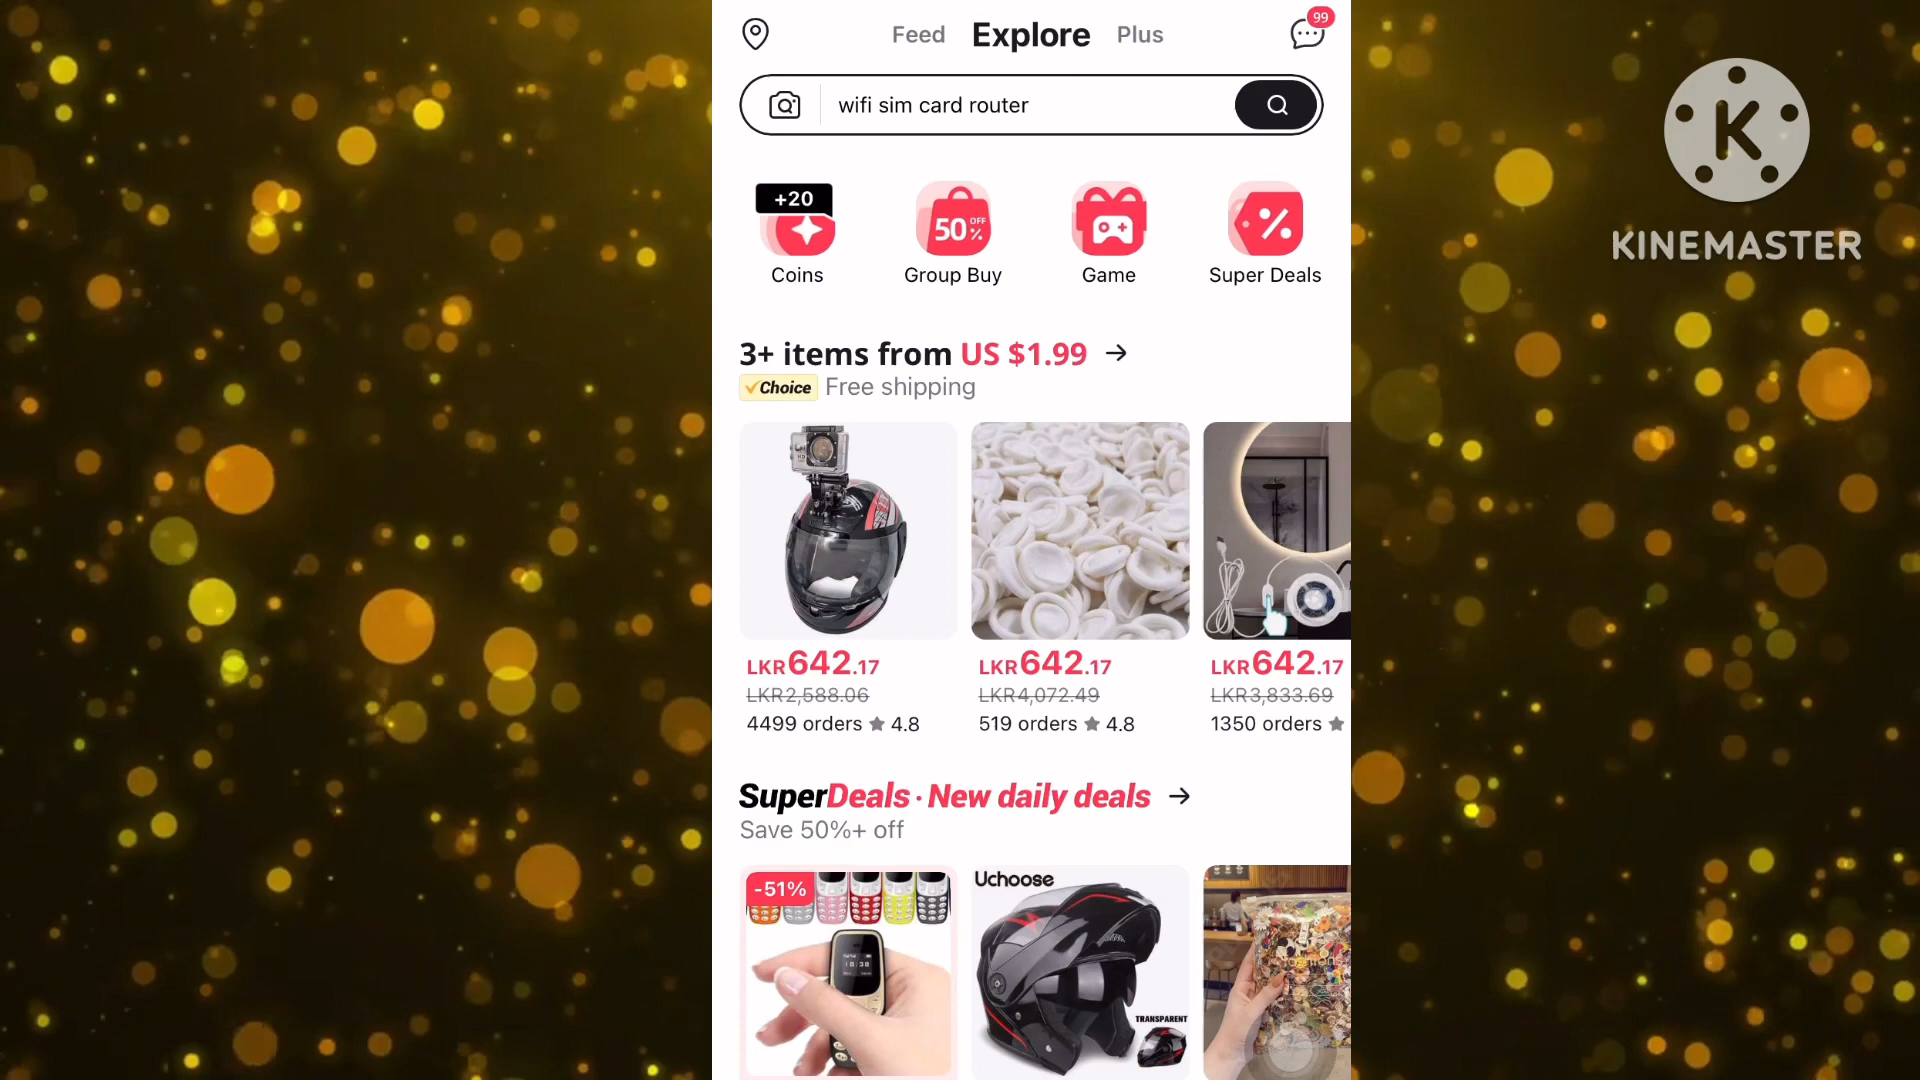 Feed Explore Plus 99
wifi sim card router
+20
50% OFF
Coins Group Buy Game Super Deals
KINEMASTER
3+ items from US $1.99 →
Choice Free shipping
LKR642.17 LKR642.17 LKR642.17
LKR2,588.06 LKR4,072.49 LKR3,833.69
4499 orders ★ 4.8 519 orders ★ 4.8 1350 orders ★
SuperDeals · New daily deals →
Save 50%+ off
-51%
Uchoose
TRANSPARENT